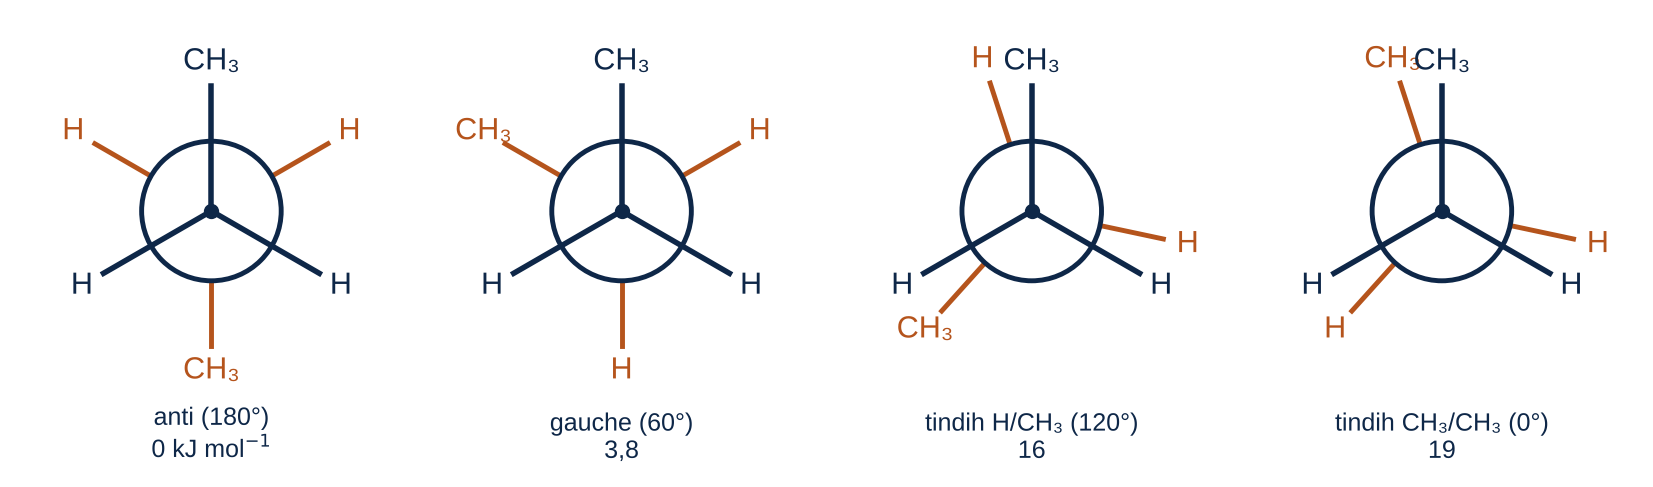 CH₃
H H
H H
CH₃
anti (180°)
0 kJ mol⁻¹
CH₃
CH₃ H
H H
H
gauche (60°)
3,8
H CH₃
H
H H
CH₃
tindih H/CH₃ (120°)
16
CH₃ CH₃
H
H H
H
tindih CH₃/CH₃ (0°)
19